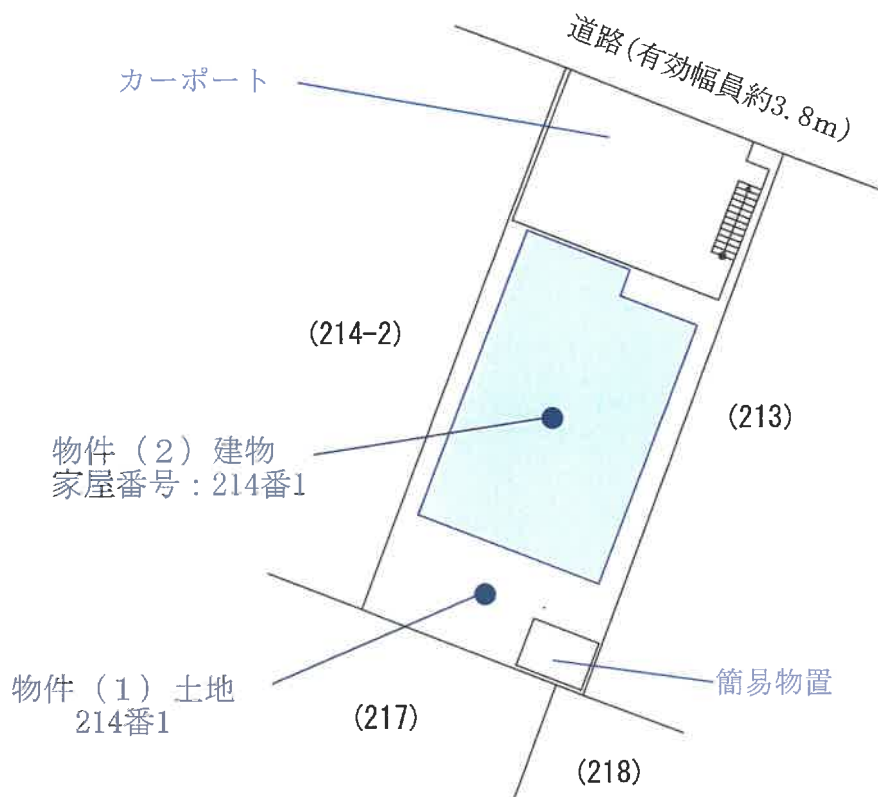 道路(有効幅員約3.8m)
カーポート
(214-2)
(213)
物件(2)建物
家屋番号:214番1
物件(1)土地
214番1
簡易物置
(217)
(218)